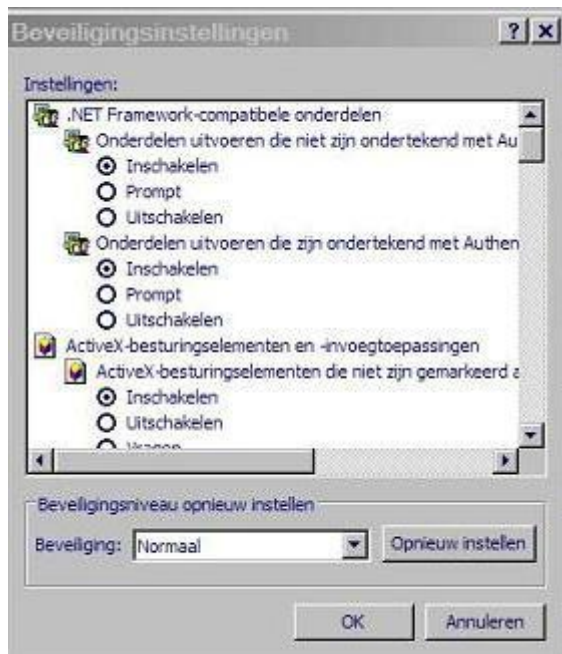 Beveiligingsinstellingen
Instellingen:
.NET Framework-compatibele onderdelen
Onderdelen uitvoeren die niet zijn ondertekend met Au
Inschakelen
Prompt
Uitschakelen
Onderdelen uitvoeren die zijn ondertekend met Authen
Inschakelen
Prompt
Uitschakelen
ActiveX-besturingselementen en -invoegtoepassingen
ActiveX-besturingselementen die niet zijn gemarkeerd a
Inschakelen
Uitschakelen
Vragen
Beveiligingsniveau opnieuw instellen
Beveiliging: Normaal Opnieuw instellen
OK Annuleren